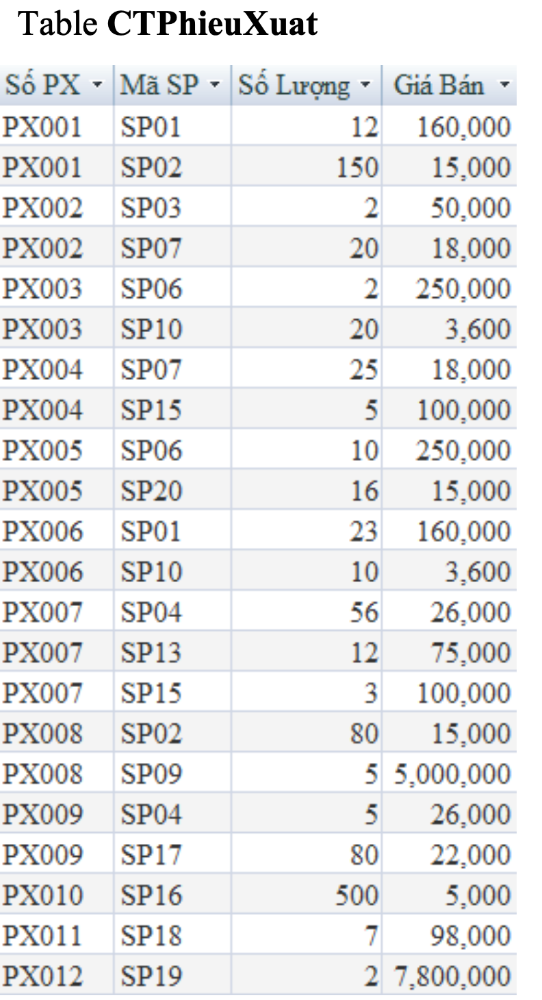 Table CTPhieuXuat
Số PX Mã SP Số Lượng Giá Bán
PX001 SP01 12 160,000
PX001 SP02 150 15,000
PX002 SP03 2 50,000
PX002 SP07 20 18,000
PX003 SP06 2 250,000
PX003 SP10 20 3,600
PX004 SP07 25 18,000
PX004 SP15 5 100,000
PX005 SP06 10 250,000
PX005 SP20 16 15,000
PX006 SP01 23 160,000
PX006 SP10 10 3,600
PX007 SP04 56 26,000
PX007 SP13 12 75,000
PX007 SP15 3 100,000
PX008 SP02 80 15,000
PX008 SP09 5 5,000,000
PX009 SP04 5 26,000
PX009 SP17 80 22,000
PX010 SP16 500 5,000
PX011 SP18 7 98,000
PX012 SP19 2 7,800,000